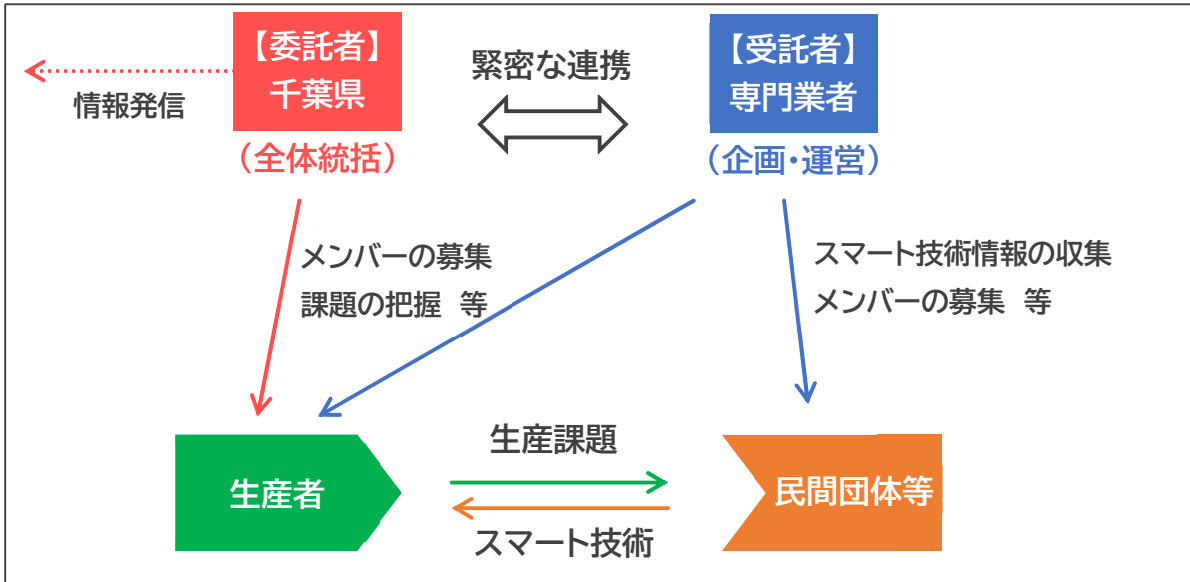 【委託者】
千葉県
(全体統括)
情報発信
緊密な連携
【受託者】
専門業者
(企画・運営)
メンバーの募集
課題の把握　等
スマート技術情報の収集
メンバーの募集　等
生産者
生産課題
スマート技術
民間団体等